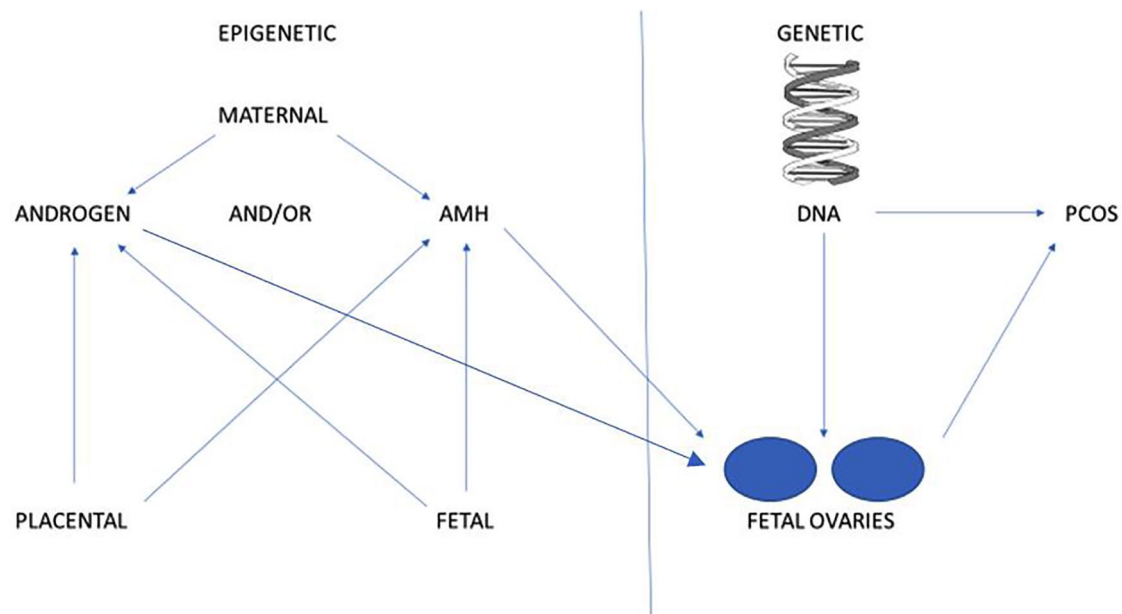 EPIGENETIC
GENETIC
MATERNAL
ANDROGEN
AND/OR
AMH
DNA
PCOS
PLACENTAL
FETAL
FETAL OVARIES